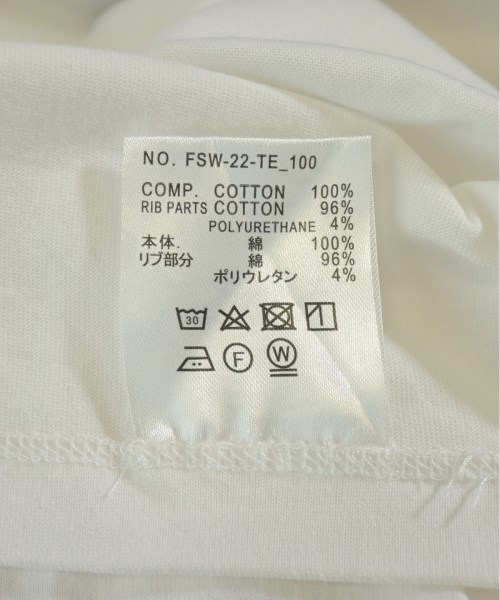 NO. FSW-22-TE_100
COMP. COTTON 100%
RIB PARTS COTTON 96%
POLYURETHANE 4%
本体. 綿 100%
リブ部分 綿 96%
ポリウレタン 4%
30
F W